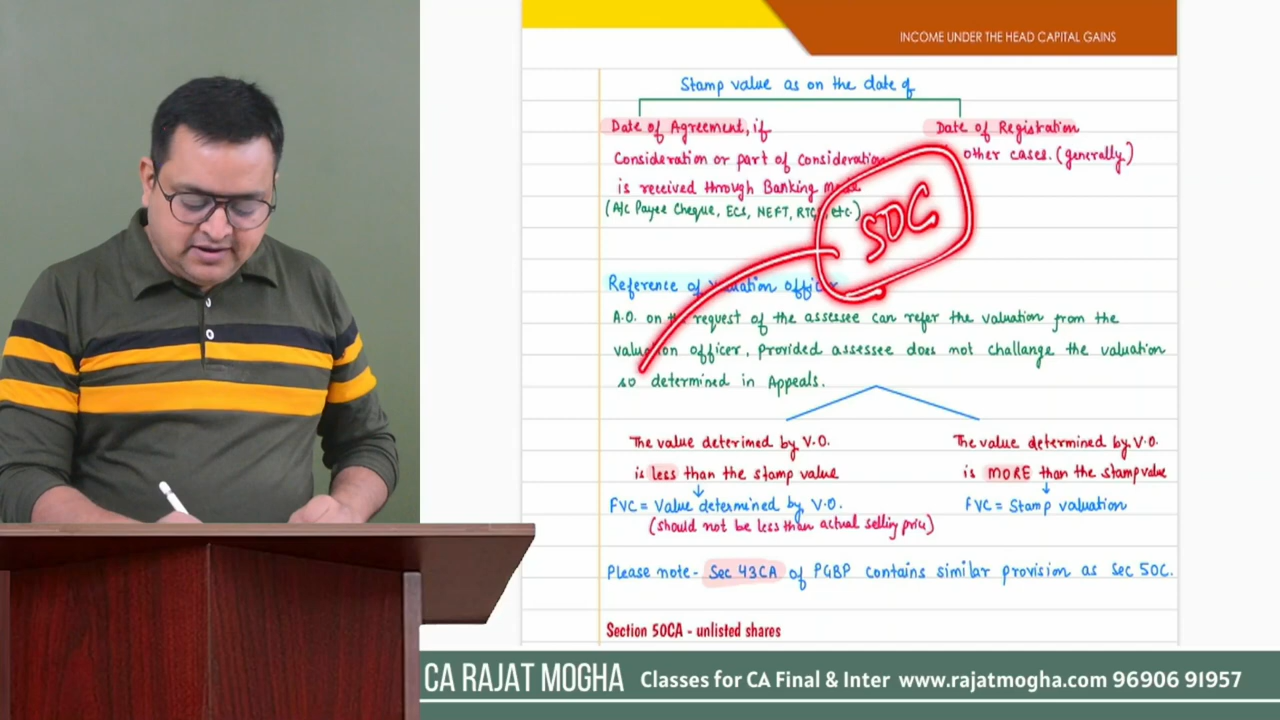 INCOME UNDER THE HEAD CAPITAL GAINS
Stamp value as on the date of
Date of Agreement, if
Consideration or part of consideration
is received through Banking
(A/c Payee Cheque, ECS, NEFT, etc.)
Date of Registration
other cases. (generally)
50C
Reference of
A.O. on the request of the assessee can refer the valuation from the
valuation officer, provided assessee does not challange the valuation
so determined in Appeals.
The value deterimed by V.O.
is less than the stamp value
FVC = Value determined by V.O.
(should not be less than actual selling price)
The value determined by V.O.
is MORE than the stamp value
FVC = Stamp valuation
Please note - Sec 43CA of PGBP contains similar provision as Sec 50C.
Section 50CA - unlisted shares
CA RAJAT MOGHA Classes for CA Final & Inter www.rajatmogha.com 96906 91957